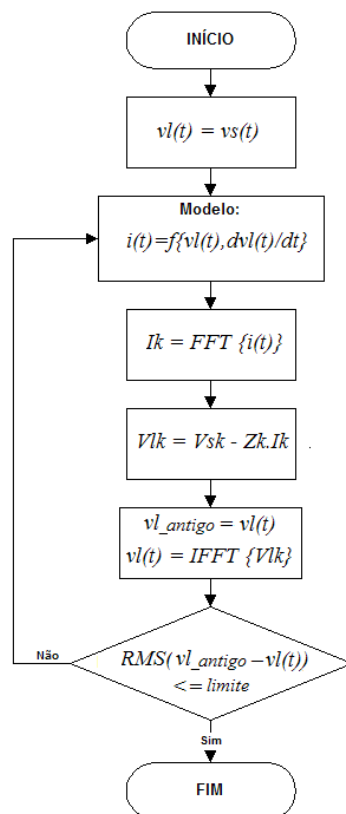 INÍCIO
vl(t) = vs(t)
Modelo:
i(t)=f{vl(t),dvl(t)/dt}
Ik = FFT {i(t)}
Vlk = Vsk - Zk.Ik
vl_antigo = vl(t)
vl(t) = IFFT {Vlk}
Não
RMS(vl_antigo–vl(t))
<= limite
Sim
FIM